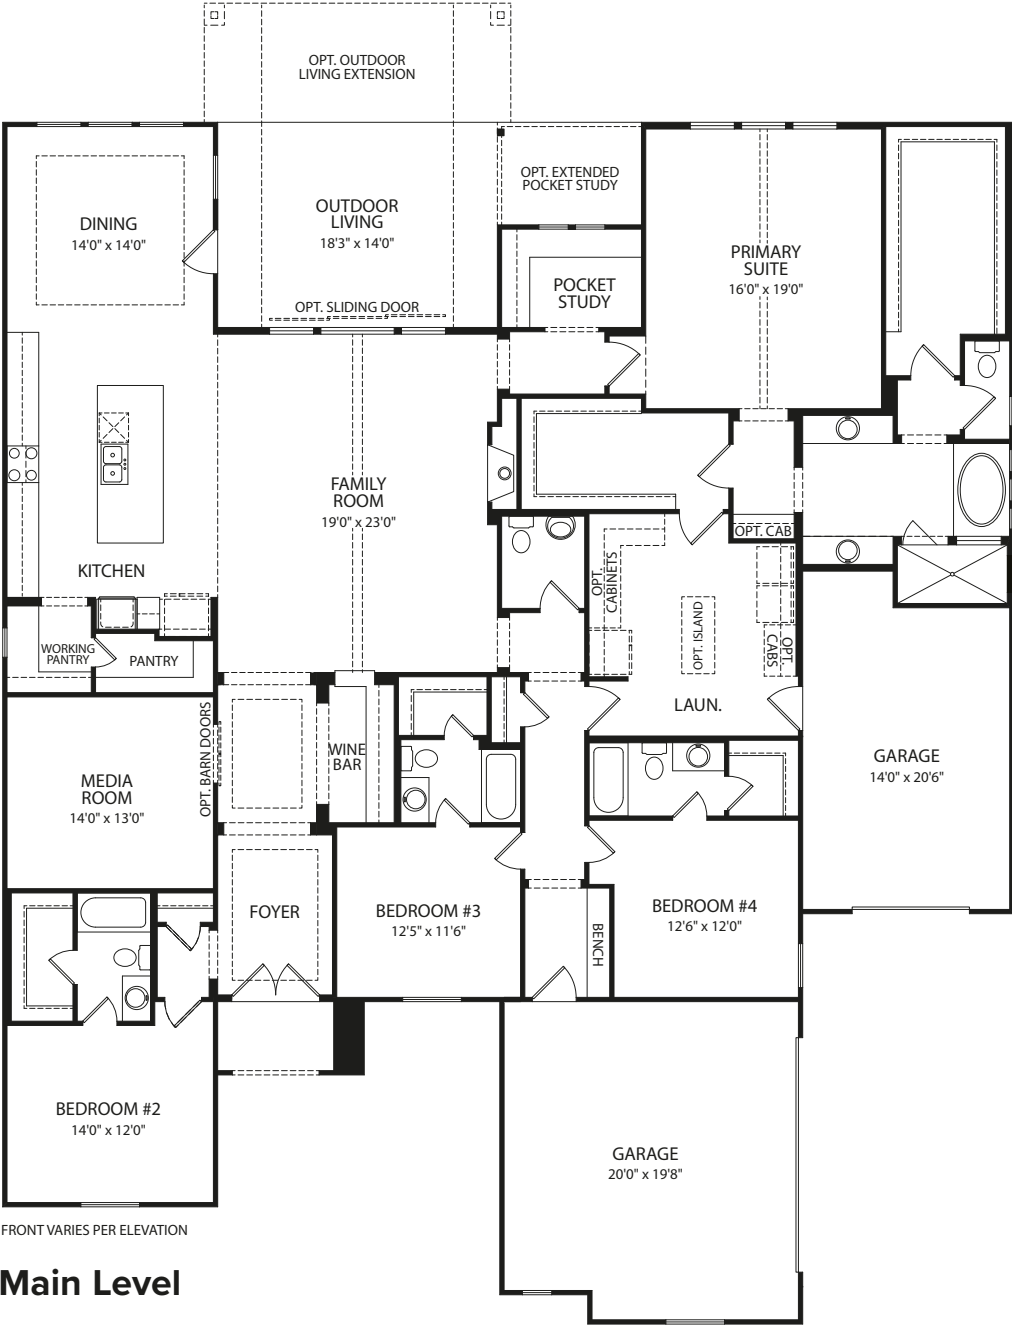 OPT. OUTDOOR
LIVING EXTENSION
OPT. EXTENDED
POCKET STUDY
DINING
14'0" x 14'0"
OUTDOOR
LIVING
18'3" x 14'0"
OPT. SLIDING DOOR
POCKET
STUDY
PRIMARY
SUITE
16'0" x 19'0"
FAMILY
ROOM
19'0" x 23'0"
KITCHEN
OPT. CAB
OPT.
CABINETS
OPT. ISLAND
OPT.
CABS
WORKING
PANTRY
PANTRY
LAUN.
OPT. BARN DOORS
WINE
BAR
MEDIA
ROOM
14'0" x 13'0"
GARAGE
14'0" x 20'6"
FOYER
BEDROOM #3
12'5" x 11'6"
BENCH
BEDROOM #4
12'6" x 12'0"
BEDROOM #2
14'0" x 12'0"
GARAGE
20'0" x 19'8"
FRONT VARIES PER ELEVATION
Main Level